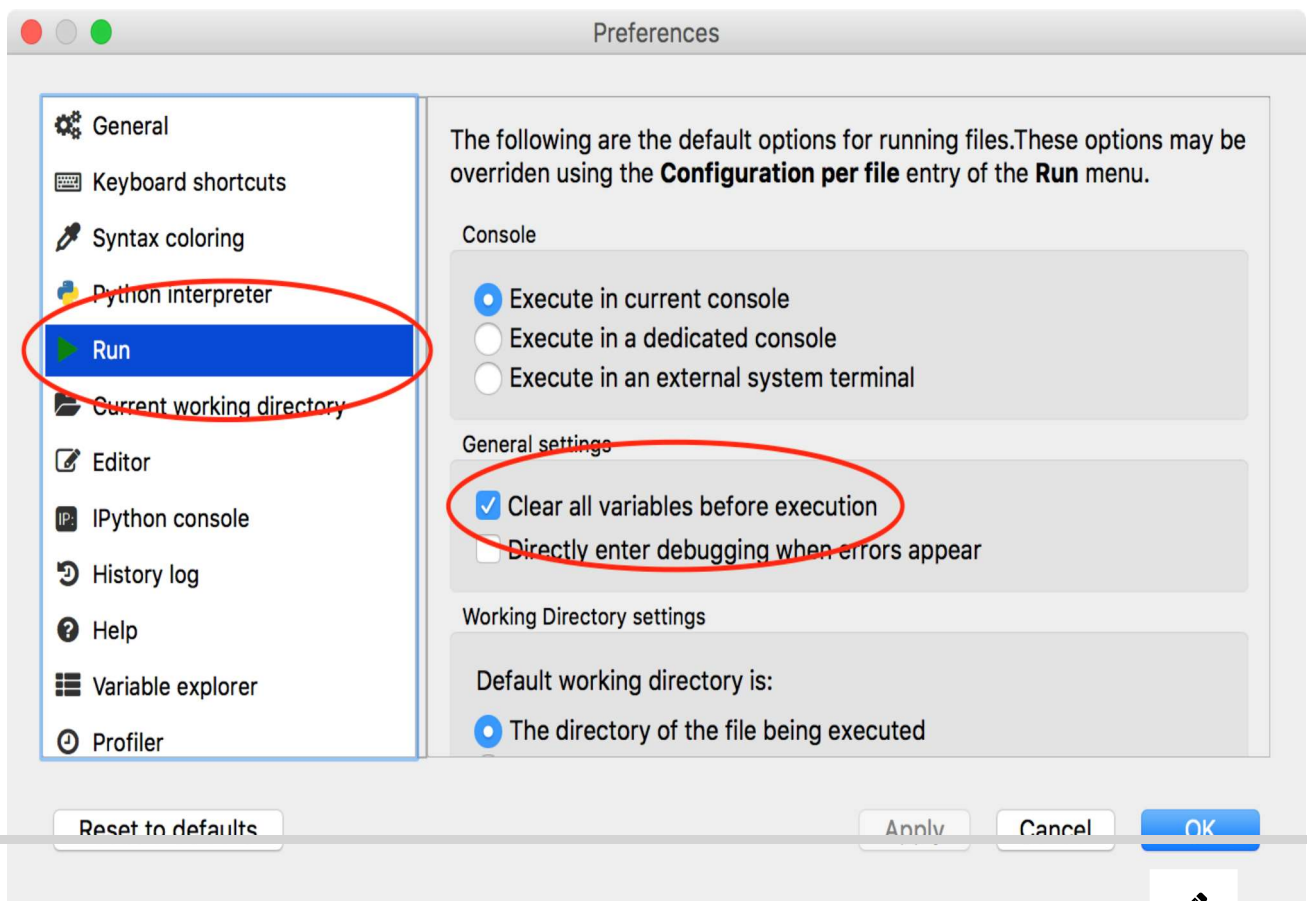 Preferences
General
Keyboard shortcuts
Syntax coloring
Python interpreter
Run
Current working directory
Editor
IP:
IPython console
History log
Help
Variable explorer
Profiler
The following are the default options for running files.These options may be
overriden using the Configuration per file entry of the Run menu.
Console
Execute in current console
Execute in a dedicated console
Execute in an external system terminal
General settings
Clear all variables before execution
Directly enter debugging when errors appear
Working Directory settings
Default working directory is:
The directory of the file being executed
Reset to defaults
Apply
Cancel
OK